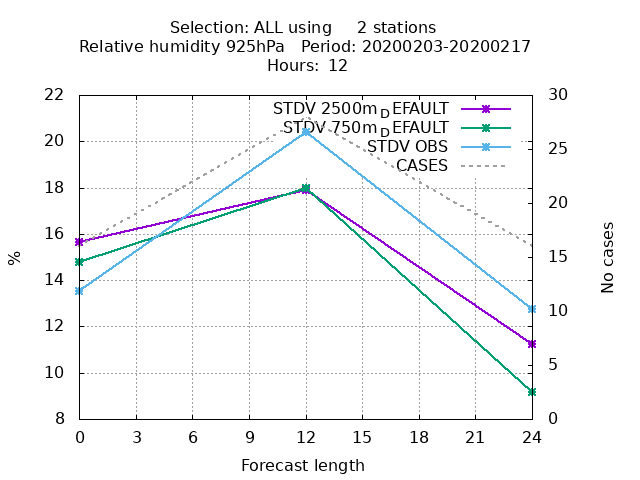 Selection: ALL using     2 stations
Relative humidity 925hPa   Period: 20200203-20200217
Hours: 12
STDV 2500m_DEFAULT
STDV 750m_DEFAULT
STDV OBS
CASES
22
20
18
16
14
12
10
8
30
25
20
15
10
5
0
%
No cases
0 3 6 9 12 15 18 21 24
Forecast length